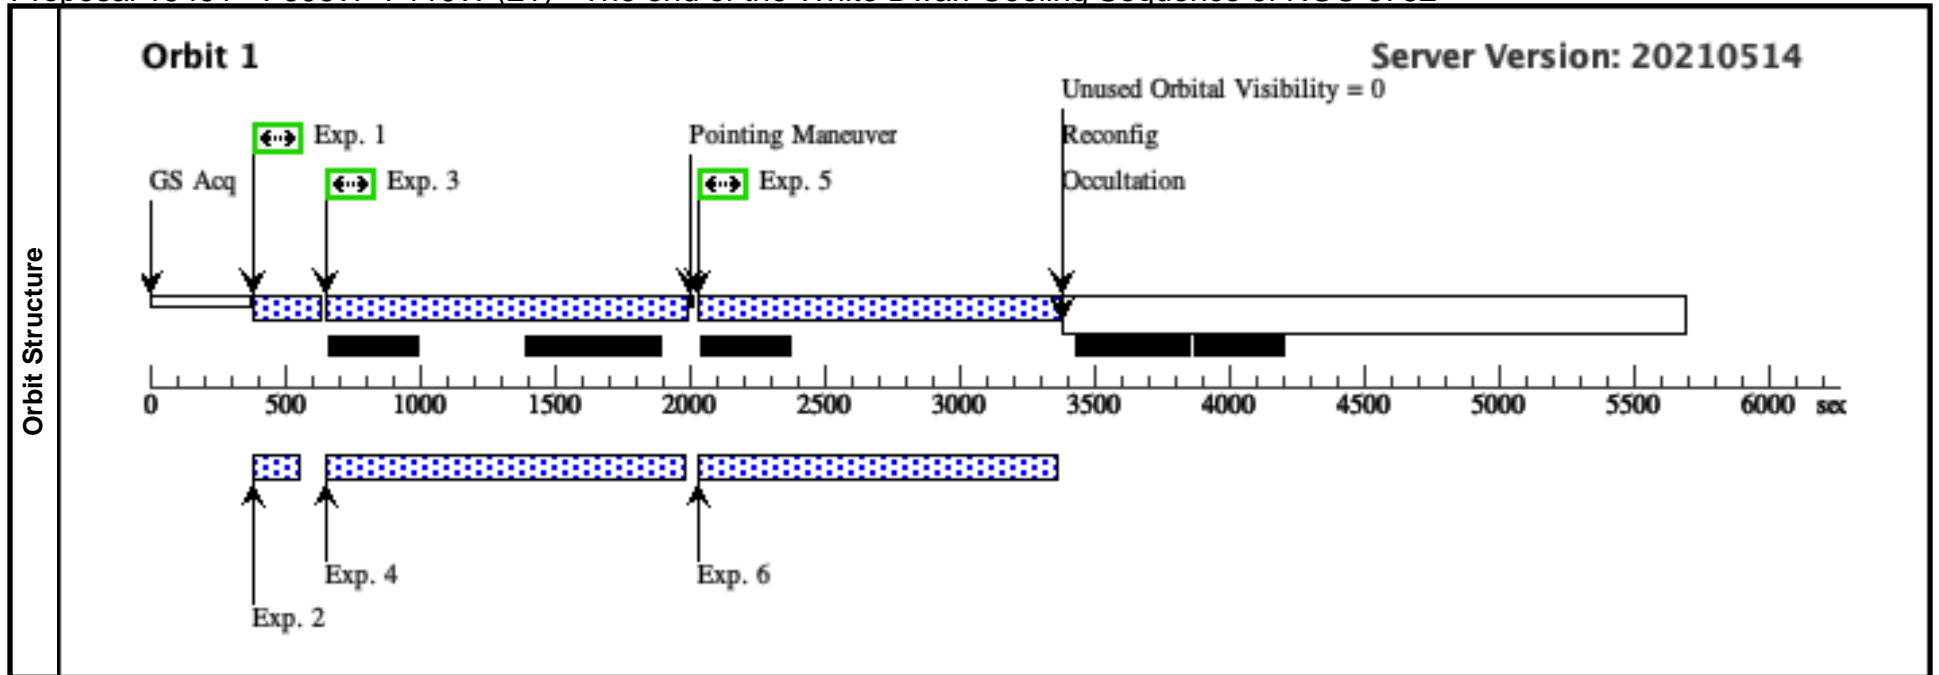 Orbit 1
Server Version: 20210514
Unused Orbital Visibility = 0
Exp. 1
Pointing Maneuver
Reconfig
GS Acq
Exp. 3
Exp. 5
Occultation
Orbit Structure
0 500 1000 1500 2000 2500 3000 3500 4000 4500 5000 5500 6000 sec
Exp. 4
Exp. 6
Exp. 2